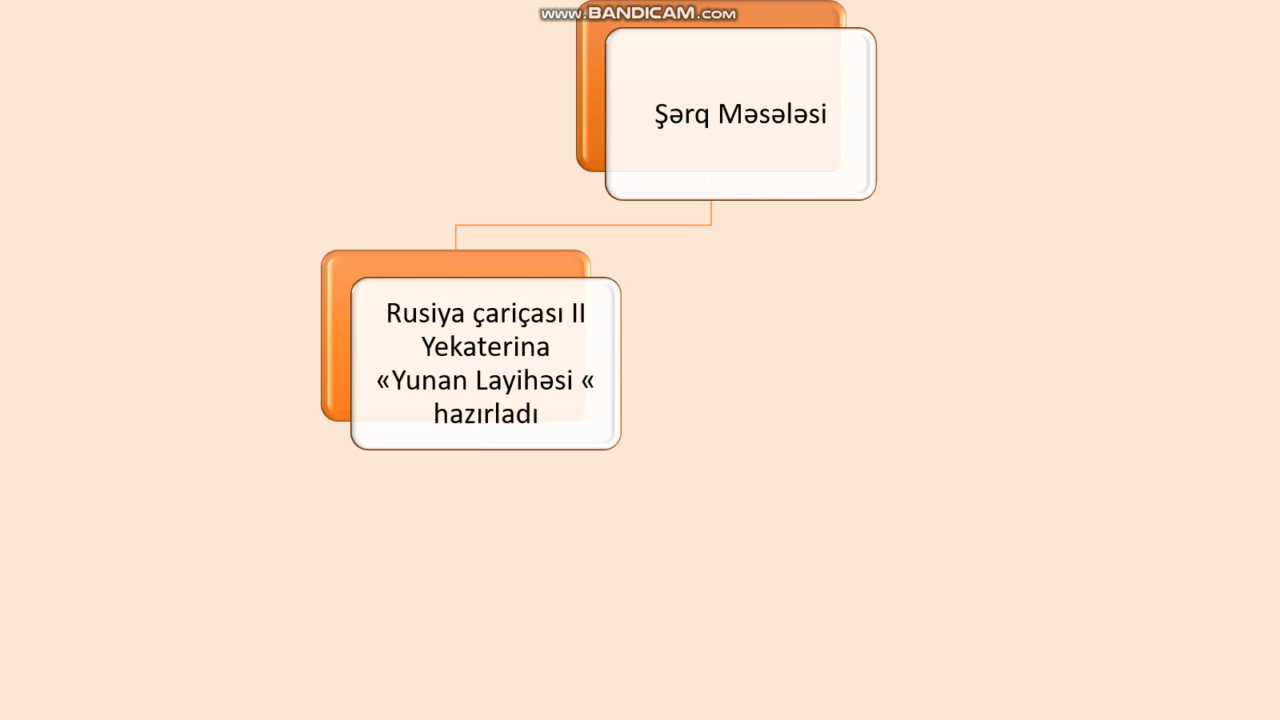 www.BANDICAM.com
Şərq Məsələsi
Rusiya çariçası II
Yekaterina
«Yunan Layihəsi «
hazırladı